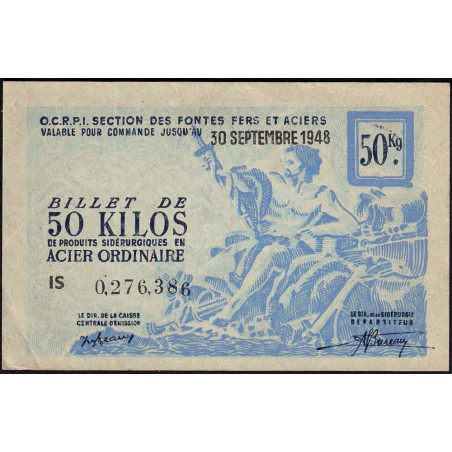 O.C.R.P.I. SECTION DES FONTES FERS ET ACIERS
VALABLE POUR COMMANDE JUSQU'AU 30 SEPTEMBRE 1948
50 Kg.
BILLET DE
50 KILOS
DE PRODUITS SIDÉRURGIQUES EN
ACIER ORDINAIRE
IS 0,276,386
LE DIR. DE LA CAISSE
CENTRALE D'ÉMISSION
LE DIR. DE LA SIDÉRURGIE
RÉPARTITEUR